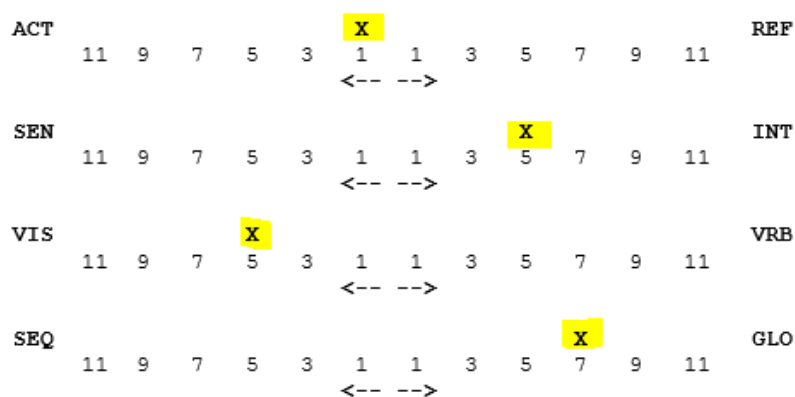 ACT X REF
11 9 7 5 3 1 1 3 5 7 9 11
<-- -->
SEN X INT
11 9 7 5 3 1 1 3 5 7 9 11
<-- -->
VIS X VRB
11 9 7 5 3 1 1 3 5 7 9 11
<-- -->
SEQ X GLO
11 9 7 5 3 1 1 3 5 7 9 11
<-- -->